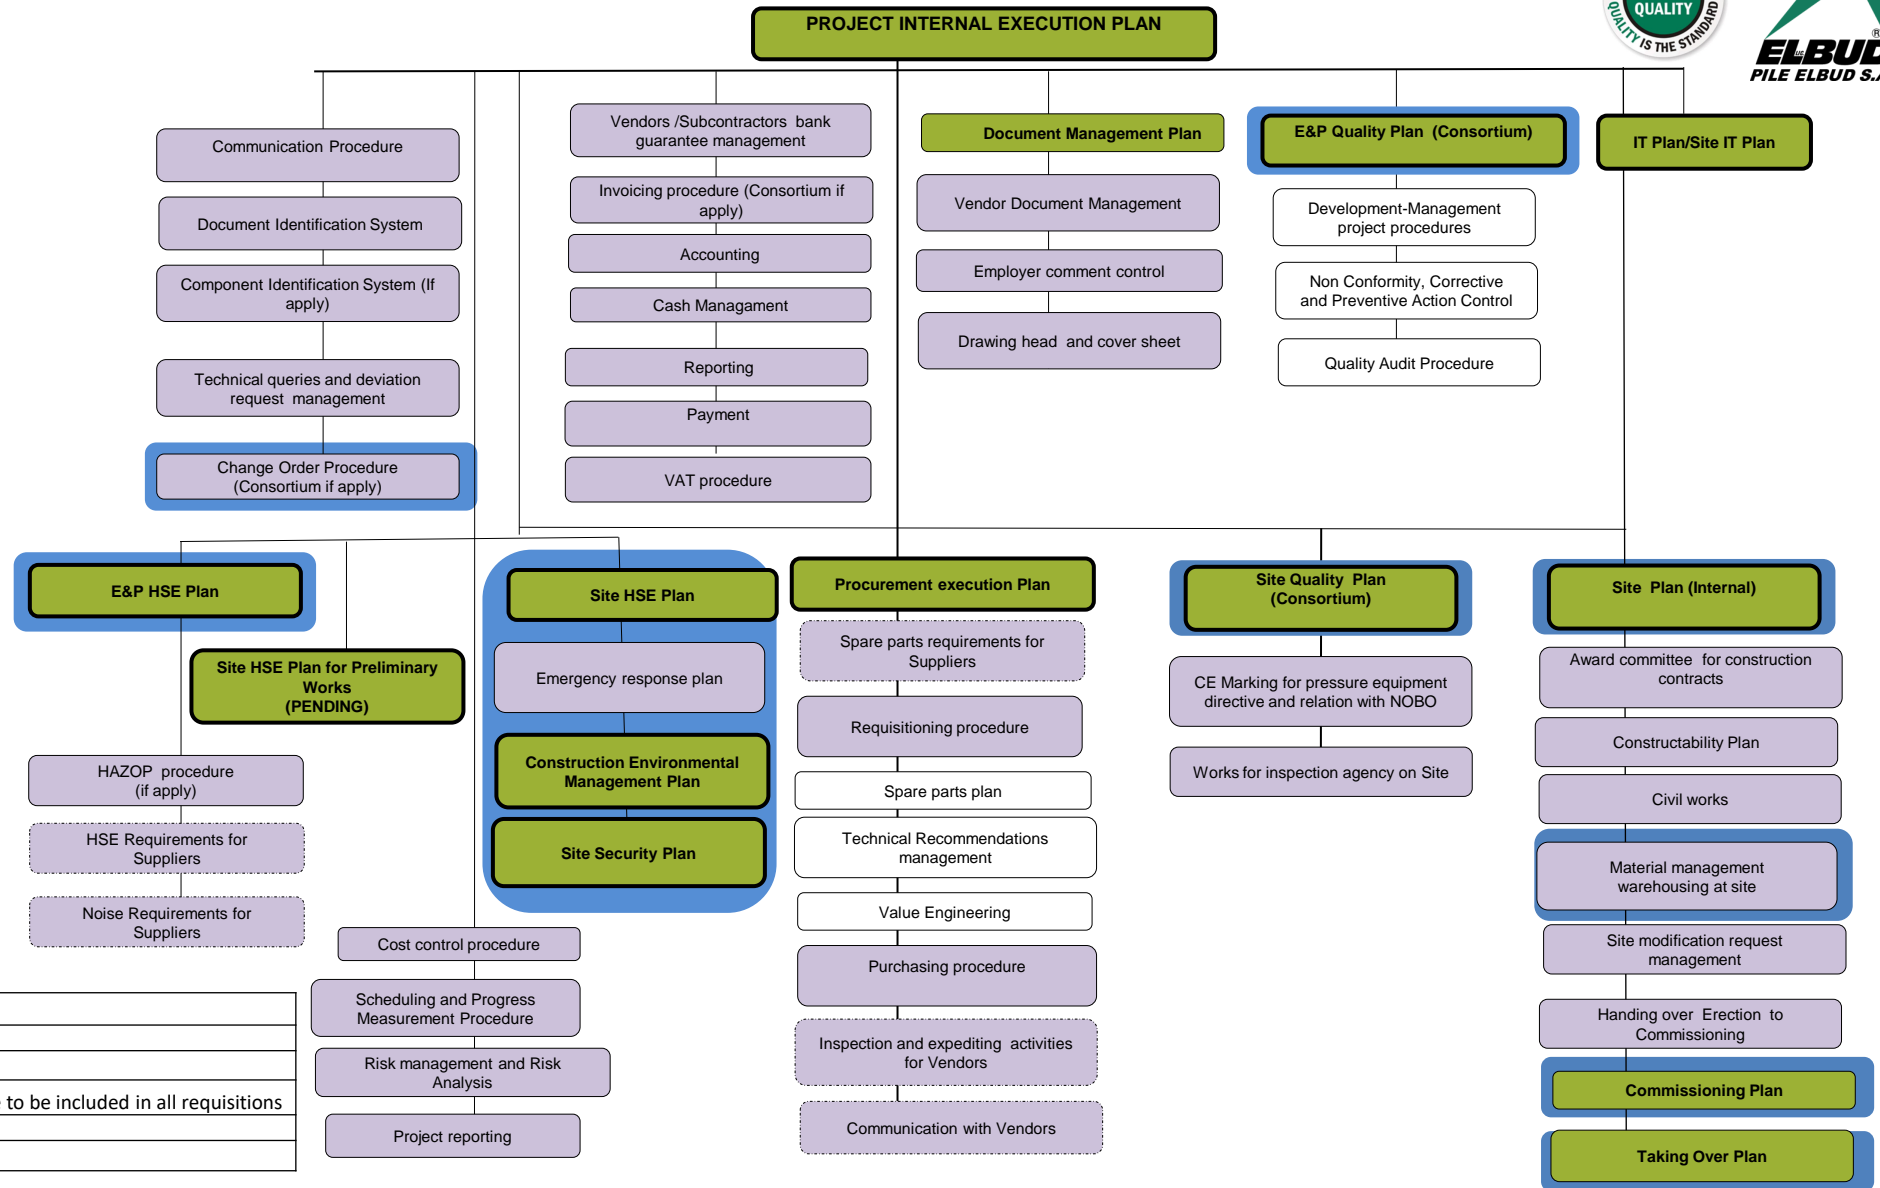 PROJECT INTERNAL EXECUTION PLAN
QUALITY
QUALITY IS THE STANDARD
®
ELBUD
PILE ELBUD S.A
Communication Procedure
Document Identification System
Component Identification System (If
apply)
Technical queries and deviation
request management
Change Order Procedure
(Consortium if apply)
Vendors /Subcontractors bank
guarantee management
Invoicing procedure (Consortium if
apply)
Accounting
Cash Managament
Reporting
Payment
VAT procedure
Document Management Plan
Vendor Document Management
Employer comment control
Drawing head and cover sheet
E&P Quality Plan (Consortium)
Development-Management
project procedures
Non Conformity, Corrective
and Preventive Action Control
Quality Audit Procedure
IT Plan/Site IT Plan
E&P HSE Plan
Site HSE Plan for Preliminary
Works
(PENDING)
HAZOP procedure
(if apply)
HSE Requirements for
Suppliers
Noise Requirements for
Suppliers
Cost control procedure
Scheduling and Progress
Measurement Procedure
Risk management and Risk
Analysis
Project reporting
Site HSE Plan
Emergency response plan
Construction Environmental
Management Plan
Site Security Plan
Procurement execution Plan
Spare parts requirements for
Suppliers
Requisitioning procedure
Spare parts plan
Technical Recommendations
management
Value Engineering
Purchasing procedure
Inspection and expediting activities
for Vendors
Communication with Vendors
Site Quality Plan
(Consortium)
CE Marking for pressure equipment
directive and relation with NOBO
Works for inspection agency on Site
Site Plan (Internal)
Award committee for construction
contracts
Constructability Plan
Civil works
Material management
warehousing at site
Site modification request
management
Handing over Erection to
Commissioning
Commissioning Plan
Taking Over Plan
to be included in all requisitions